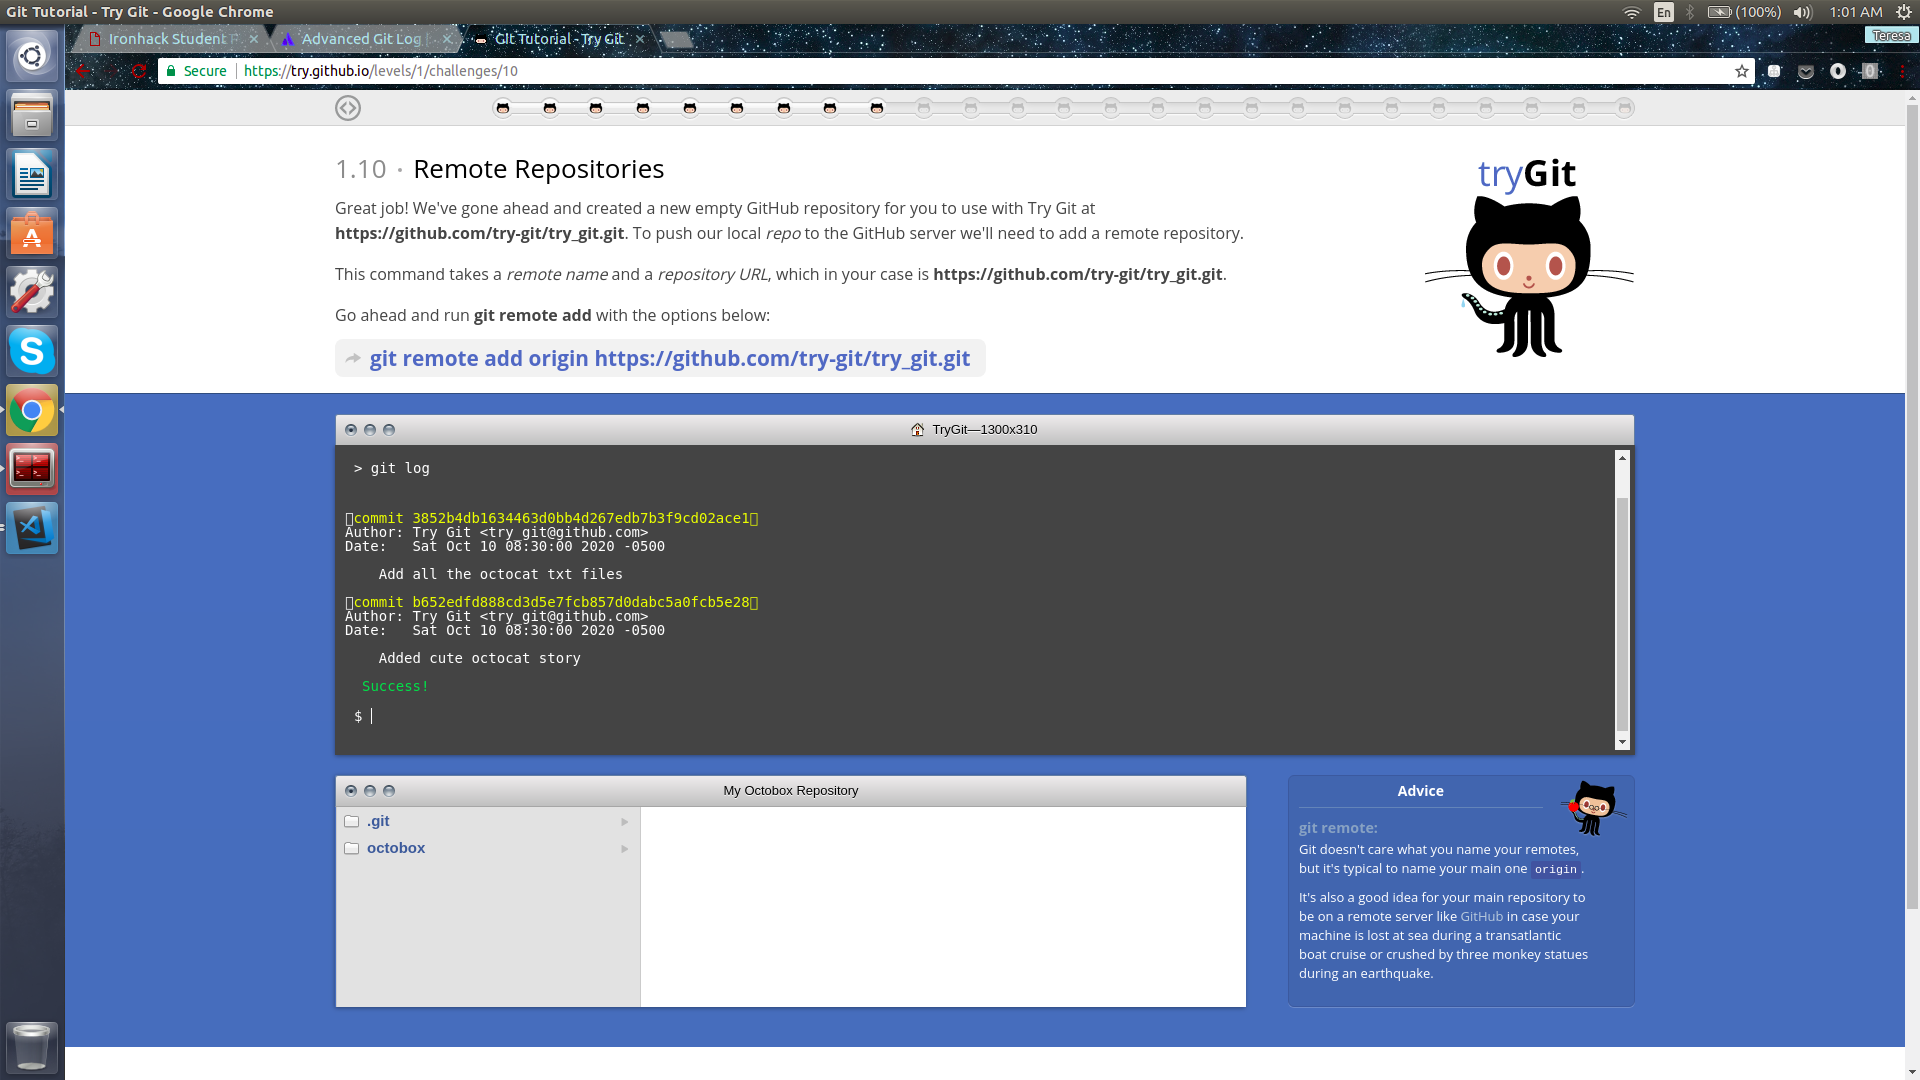 Git Tutorial - Try Git - Google Chrome
En
(100%)
1:01 AM
Ironhack Student
Advanced Git Log
Git Tutorial - Try Git
Teresa
Secure
https://try.github.io/levels/1/challenges/10
1.10 · Remote Repositories
tryGit
Great job! We've gone ahead and created a new empty GitHub repository for you to use with Try Git at
https://github.com/try-git/try_git.git. To push our local repo to the GitHub server we'll need to add a remote repository.
This command takes a remote name and a repository URL, which in your case is https://github.com/try-git/try_git.git.
Go ahead and run git remote add with the options below:
git remote add origin https://github.com/try-git/try_git.git
TryGit—1300x310
> git log
commit 3852b4db1634463d0bb4d267edb7b3f9cd02ace1
Author: Try Git <try_git@github.com>
Date:   Sat Oct 10 08:30:00 2020 -0500
Add all the octocat txt files
commit b652edfd888cd3d5e7fcb857d0dabc5a0fcb5e28
Author: Try Git <try_git@github.com>
Date:   Sat Oct 10 08:30:00 2020 -0500
Added cute octocat story
Success!
$
My Octobox Repository
.git
octobox
Advice
git remote:
Git doesn't care what you name your remotes,
but it's typical to name your main one origin.
It's also a good idea for your main repository to
be on a remote server like GitHub in case your
machine is lost at sea during a transatlantic
boat cruise or crushed by three monkey statues
during an earthquake.